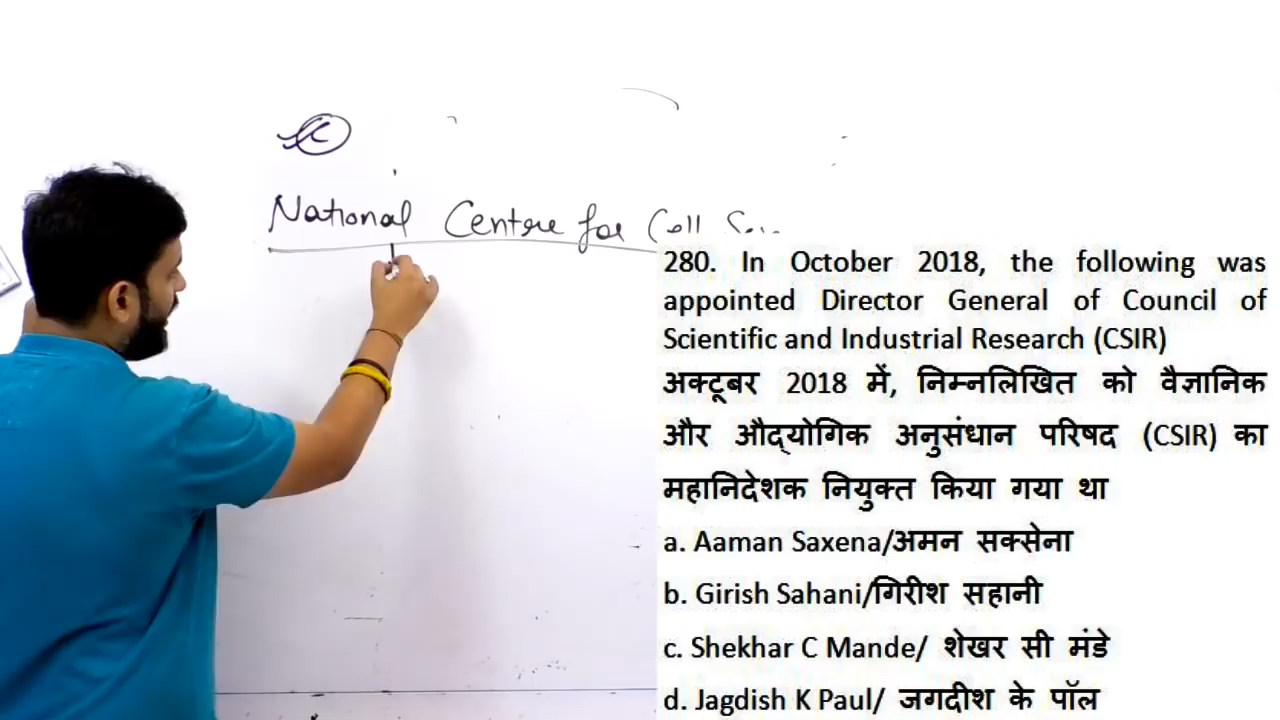 C
National Centre for Cell
280. In October 2018, the following was
appointed Director General of Council of
Scientific and Industrial Research (CSIR)
अक्टूबर 2018 में, निम्नलिखित को वैज्ञानिक
और औद्योगिक अनुसंधान परिषद (CSIR) का
महानिदेशक नियुक्त किया गया था
a. Aaman Saxena/अमन सक्सेना
b. Girish Sahani/गिरीश सहानी
c. Shekhar C Mande/ शेखर सी मंडे
d. Jagdish K Paul/ जगदीश के पॉल